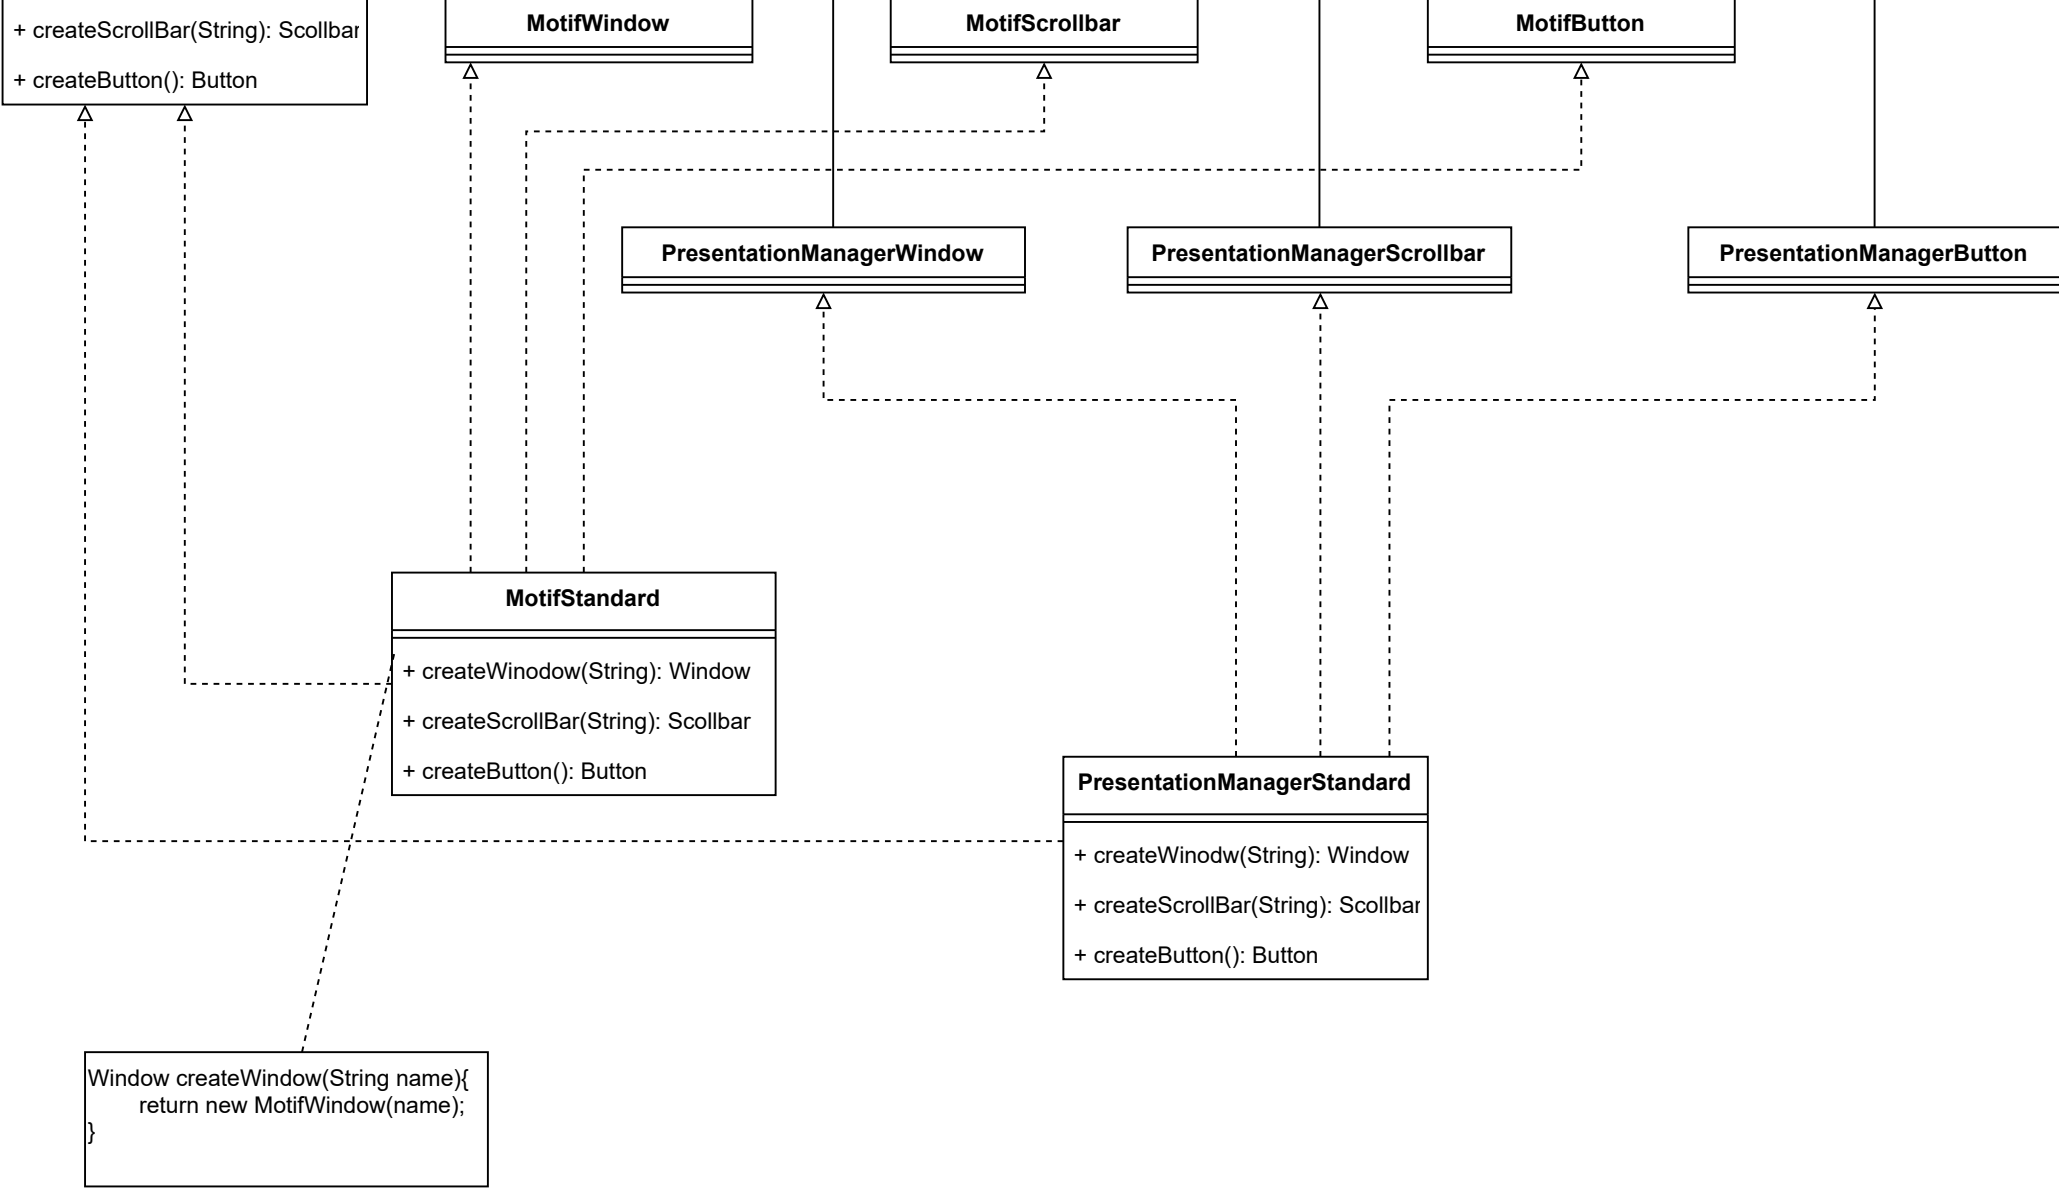 + createScrollBar(String): Scollbar
+ createButton(): Button
MotifWindow
MotifScrollbar
MotifButton
PresentationManagerWindow
PresentationManagerScrollbar
PresentationManagerButton
MotifStandard
+ createWinodow(String): Window
+ createScrollBar(String): Scollbar
+ createButton(): Button
PresentationManagerStandard
+ createWinodw(String): Window
+ createScrollBar(String): Scollbar
+ createButton(): Button
Window createWindow(String name){
return new MotifWindow(name);
}